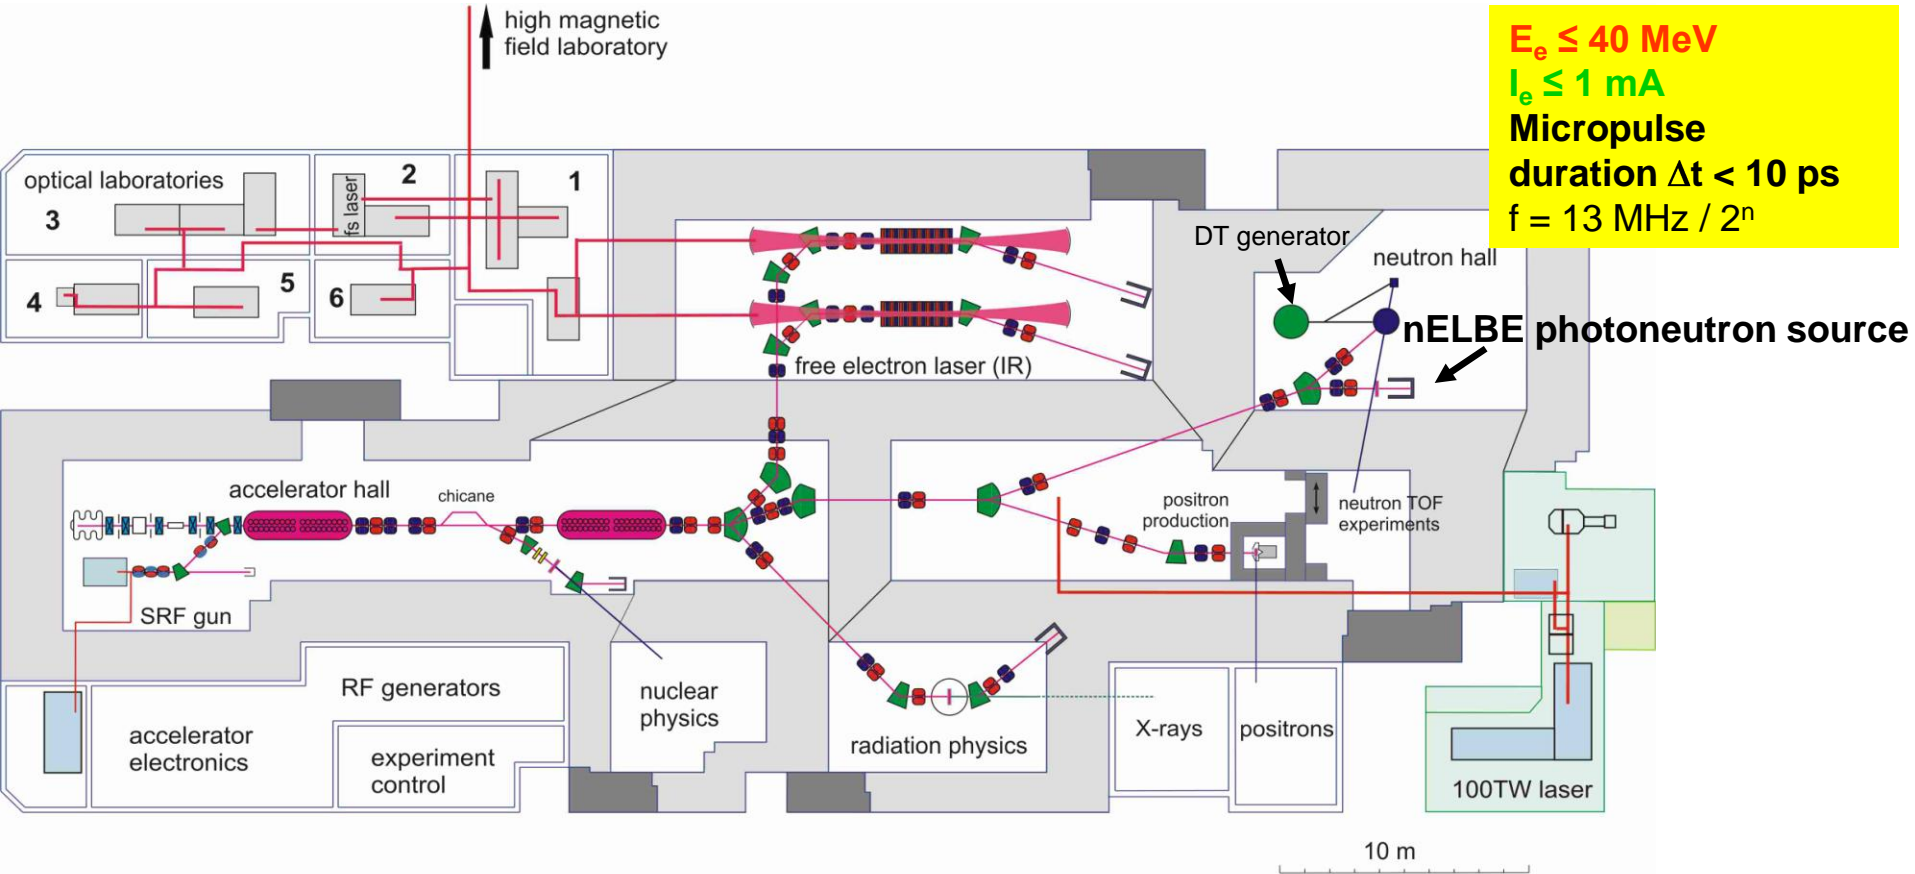 high magnetic
field laboratory
E_e ≤ 40 MeV
I_e ≤ 1 mA
Micropulse
duration Δt < 10 ps
f = 13 MHz / 2ⁿ
optical laboratories
3
2
fs laser
1
4
5
6
DT generator
neutron hall
nELBE photoneutron source
free electron laser (IR)
accelerator hall
chicane
positron
production
neutron TOF
experiments
SRF gun
RF generators
accelerator
electronics
experiment
control
nuclear
physics
radiation physics
X-rays
positrons
100TW laser
10 m